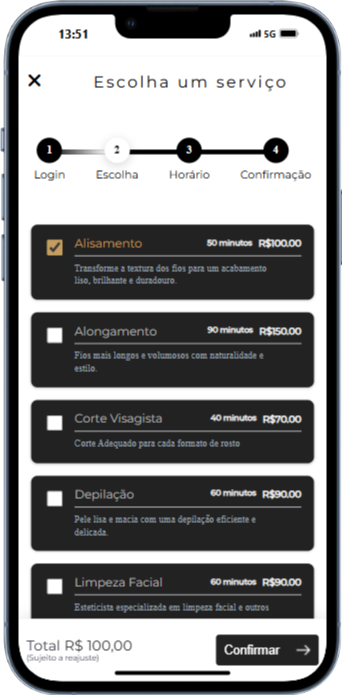 13:51 5G
× Escolha um serviço
1 2 3 4
Login Escolha Horário Confirmação
Alisamento 50 minutos R$100.00
Transforme a textura dos fios para um acabamento
liso, brilhante e duradouro.
Alongamento 90 minutos R$150.00
Fios mais longos e volumosos com naturalidade e
estilo.
Corte Visagista 40 minutos R$70.00
Corte Adequado para cada formato de rosto
Depilação 60 minutos R$90.00
Pele lisa e macia com uma depilação eficiente e
delicada.
Limpeza Facial 60 minutos R$90.00
Esteticista especializada em limpeza facial e outros
Total R$ 100,00
(Sujeito a reajuste)
Confirmar →